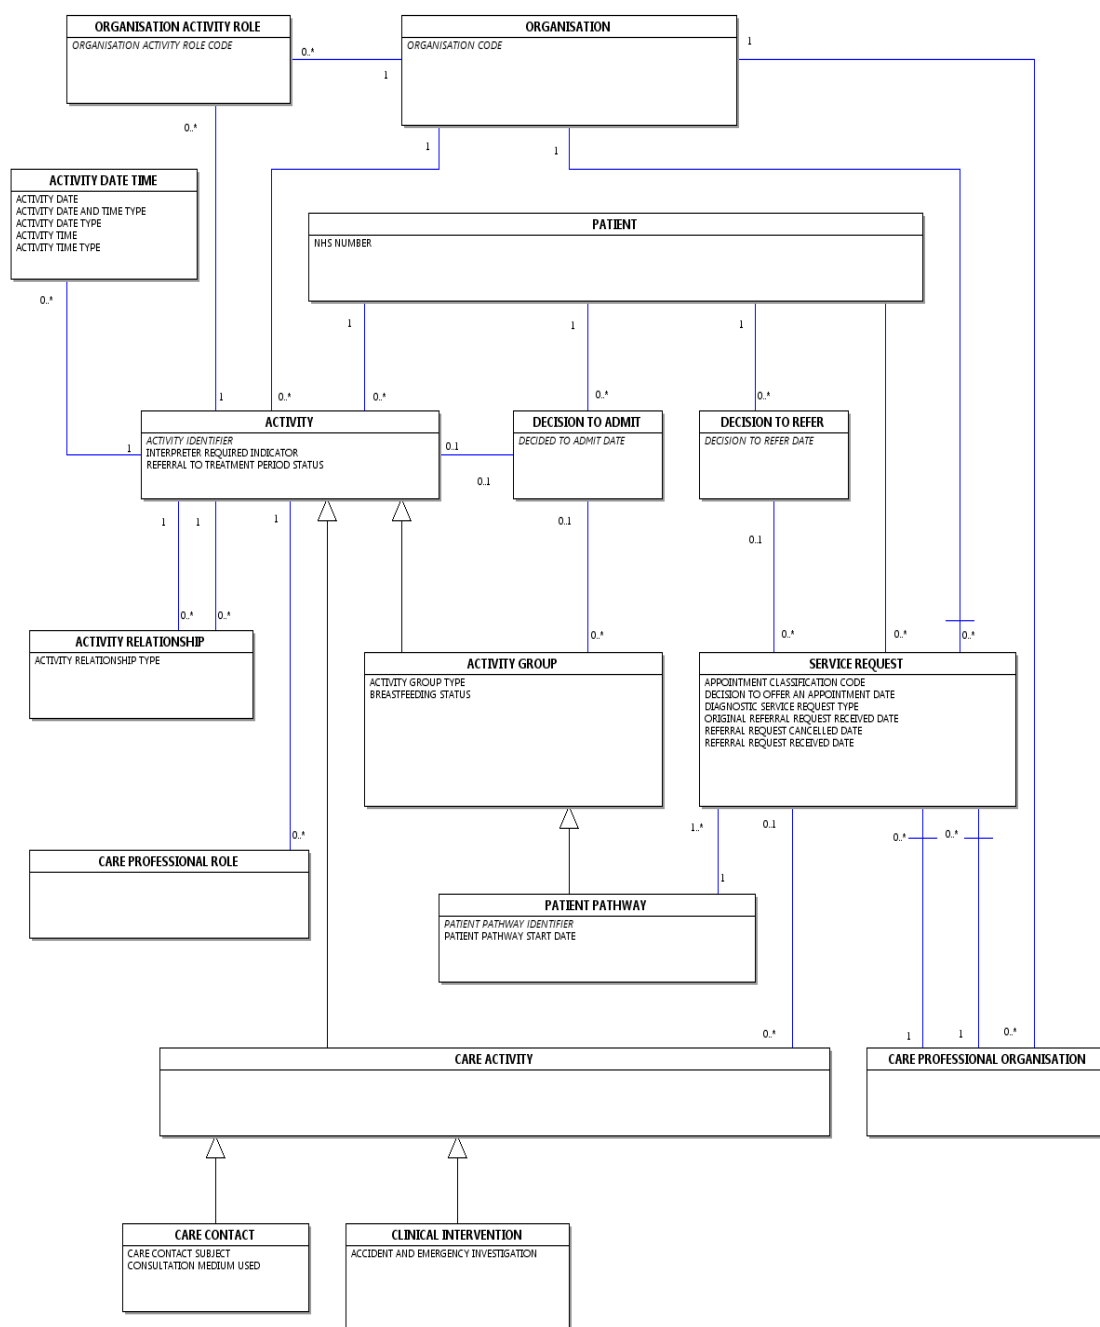 ORGANISATION ACTIVITY ROLE
ORGANISATION ACTIVITY ROLE CODE
0..*
1
ORGANISATION
ORGANISATION CODE
1
0..*
1
1
ACTIVITY DATE TIME
ACTIVITY DATE
ACTIVITY DATE AND TIME TYPE
ACTIVITY DATE TYPE
ACTIVITY TIME
ACTIVITY TIME TYPE
PATIENT
NHS NUMBER
0..*
1
1
1
1
0..*
0..*
0..*
0..*
ACTIVITY
ACTIVITY IDENTIFIER
INTERPRETER REQUIRED INDICATOR
REFERRAL TO TREATMENT PERIOD STATUS
DECISION TO ADMIT
DECIDED TO ADMIT DATE
DECISION TO REFER
DECISION TO REFER DATE
1
0..1
0..1
1
1
1
0..1
0..1
0..*
0..*
ACTIVITY RELATIONSHIP
ACTIVITY RELATIONSHIP TYPE
0..*
0..*
0..*
0..*
ACTIVITY GROUP
ACTIVITY GROUP TYPE
BREASTFEEDING STATUS
SERVICE REQUEST
APPOINTMENT CLASSIFICATION CODE
DECISION TO OFFER AN APPOINTMENT DATE
DIAGNOSTIC SERVICE REQUEST TYPE
ORIGINAL REFERRAL REQUEST RECEIVED DATE
REFERRAL REQUEST CANCELLED DATE
REFERRAL REQUEST RECEIVED DATE
0..*
1..*
0..1
0..*
0..*
CARE PROFESSIONAL ROLE
1
PATIENT PATHWAY
PATIENT PATHWAY IDENTIFIER
PATIENT PATHWAY START DATE
0..*
1
1
0..*
CARE ACTIVITY
CARE PROFESSIONAL ORGANISATION
CARE CONTACT
CARE CONTACT SUBJECT
CONSULTATION MEDIUM USED
CLINICAL INTERVENTION
ACCIDENT AND EMERGENCY INVESTIGATION